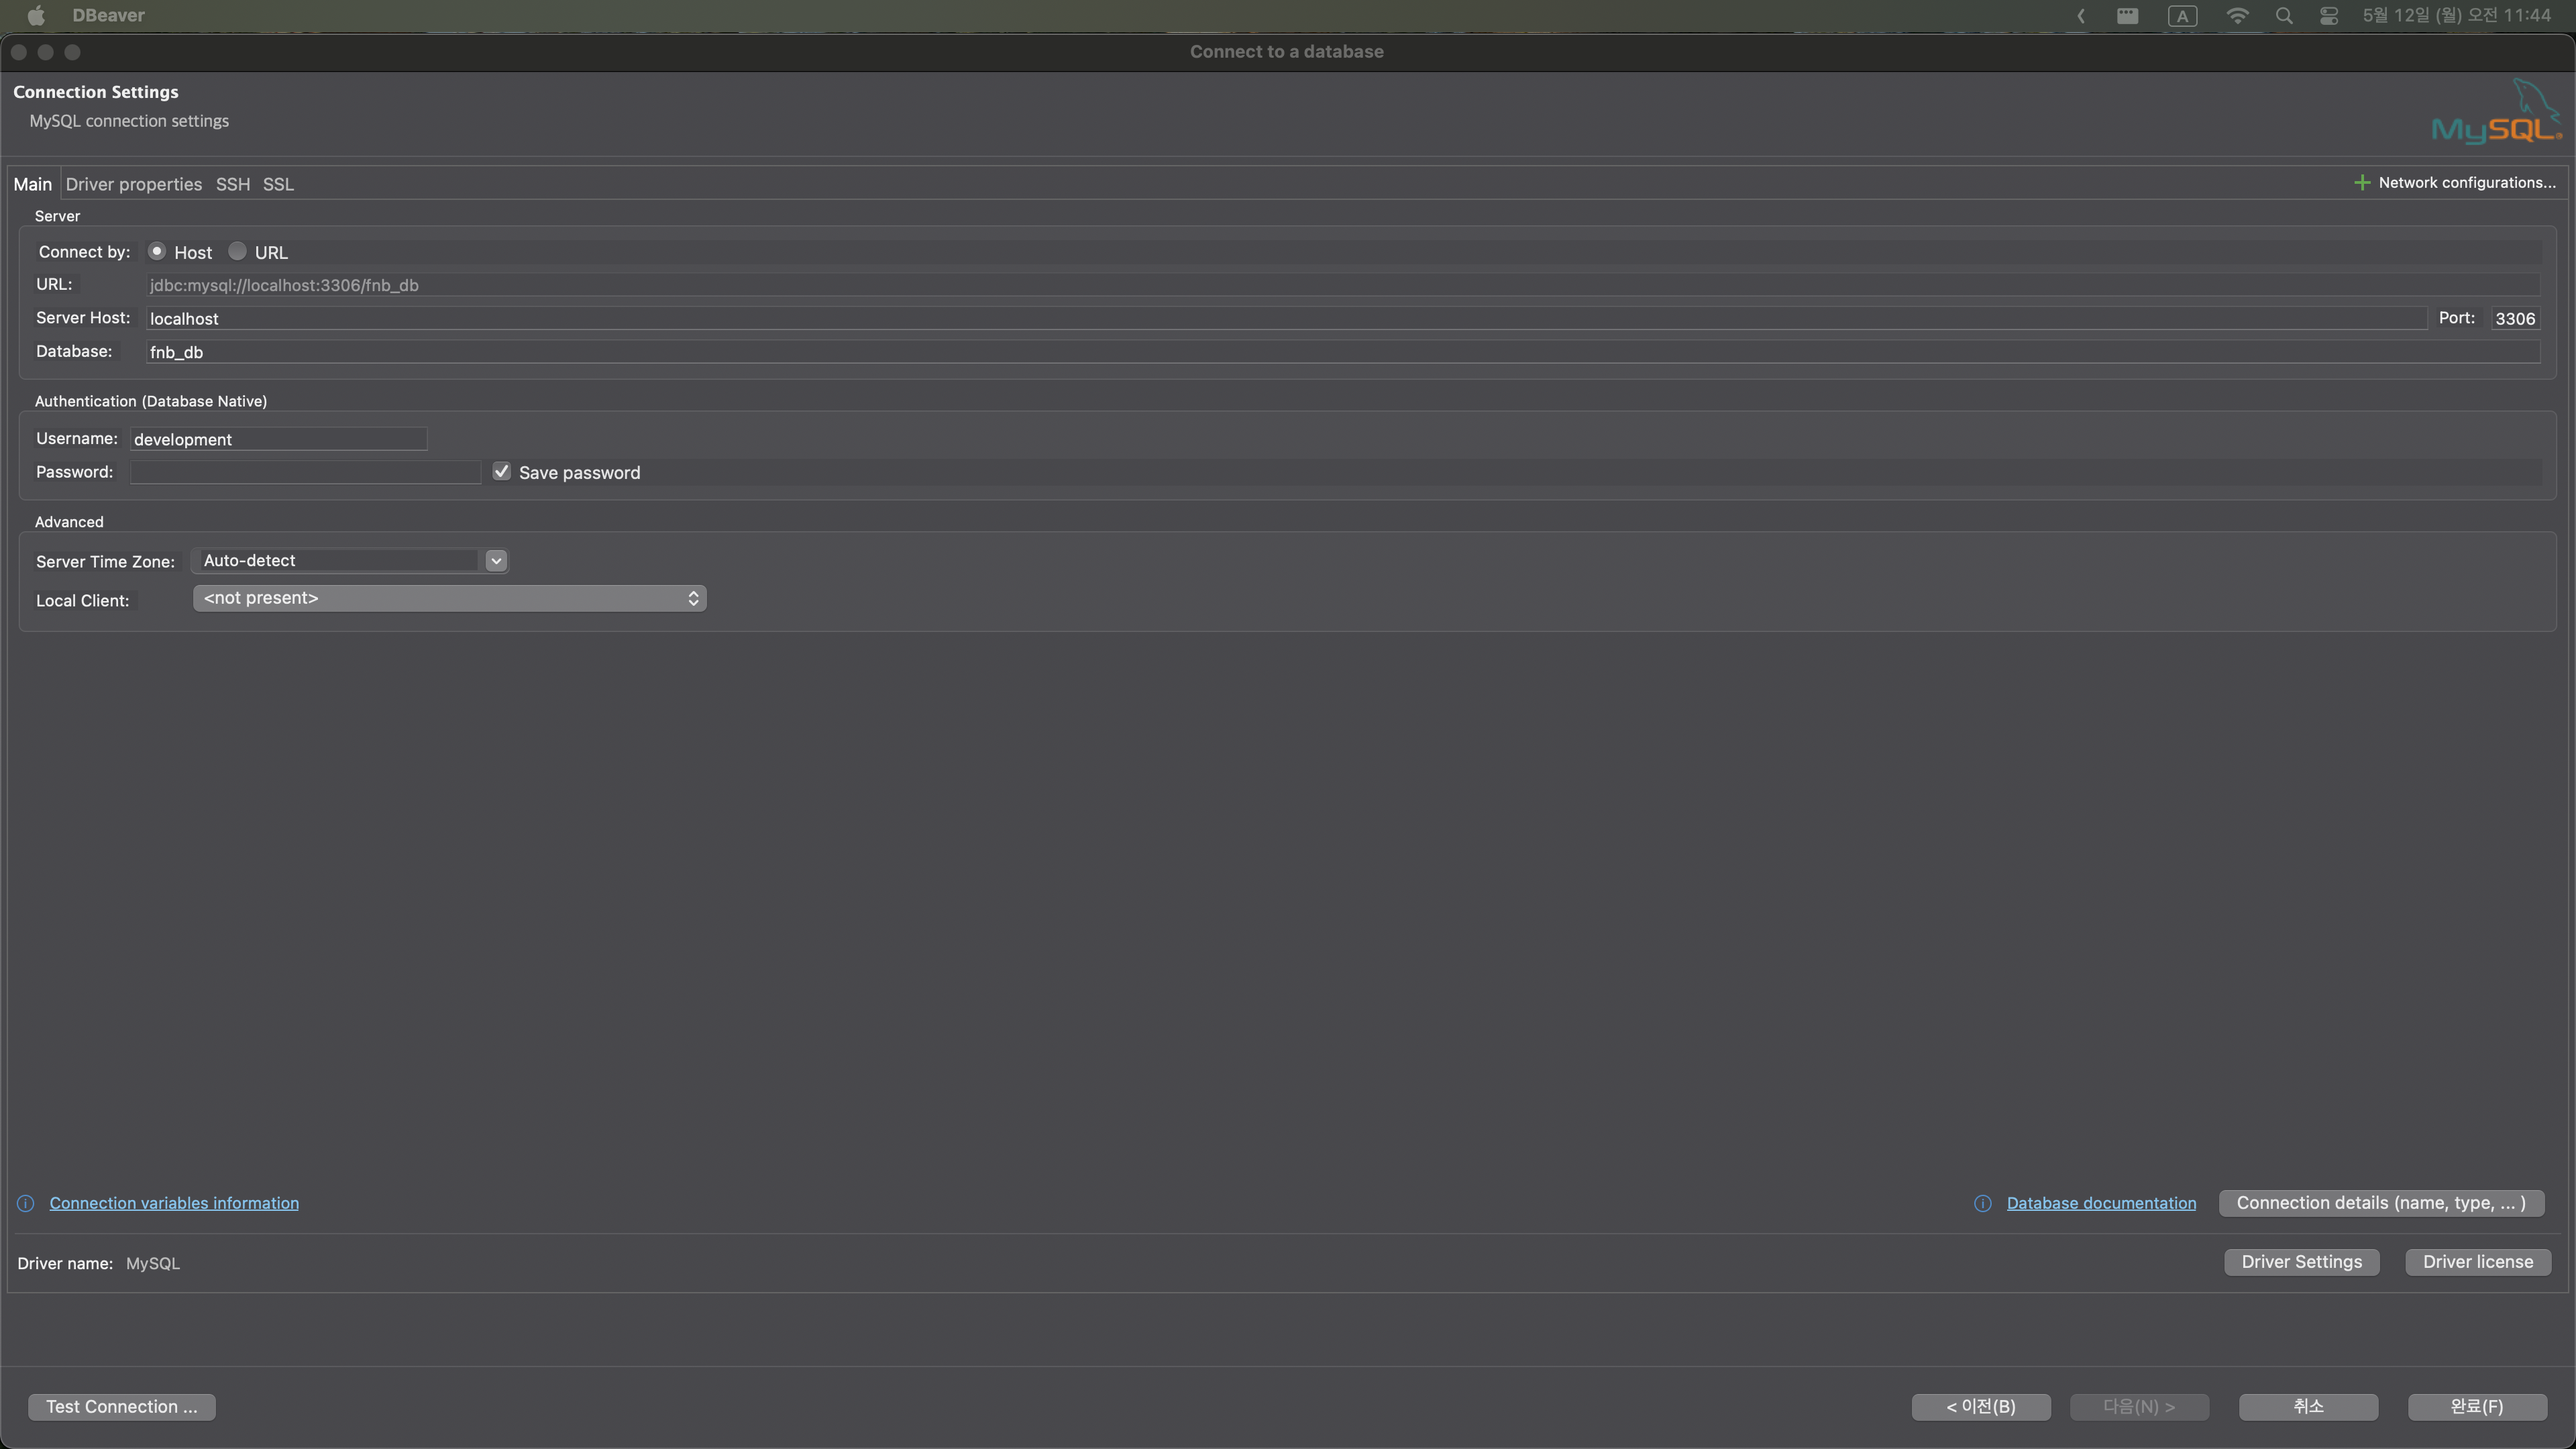 DBeaver
A
5월 12일 (월) 오전 11:44
Connect to a database
Connection Settings
MySQL connection settings
MySQL
Main Driver properties SSH SSL
Network configurations...
Server
Connect by: Host URL
URL: jdbc:mysql://localhost:3306/fnb_db
Server Host: localhost Port: 3306
Database: fnb_db
Authentication (Database Native)
Username: development
Password: Save password
Advanced
Server Time Zone: Auto-detect
Local Client: <not present>
Connection variables information
Database documentation Connection details (name, type, ... )
Driver name: MySQL
Driver Settings Driver license
Test Connection ...
< 이전(B) 다음(N) > 취소 완료(F)